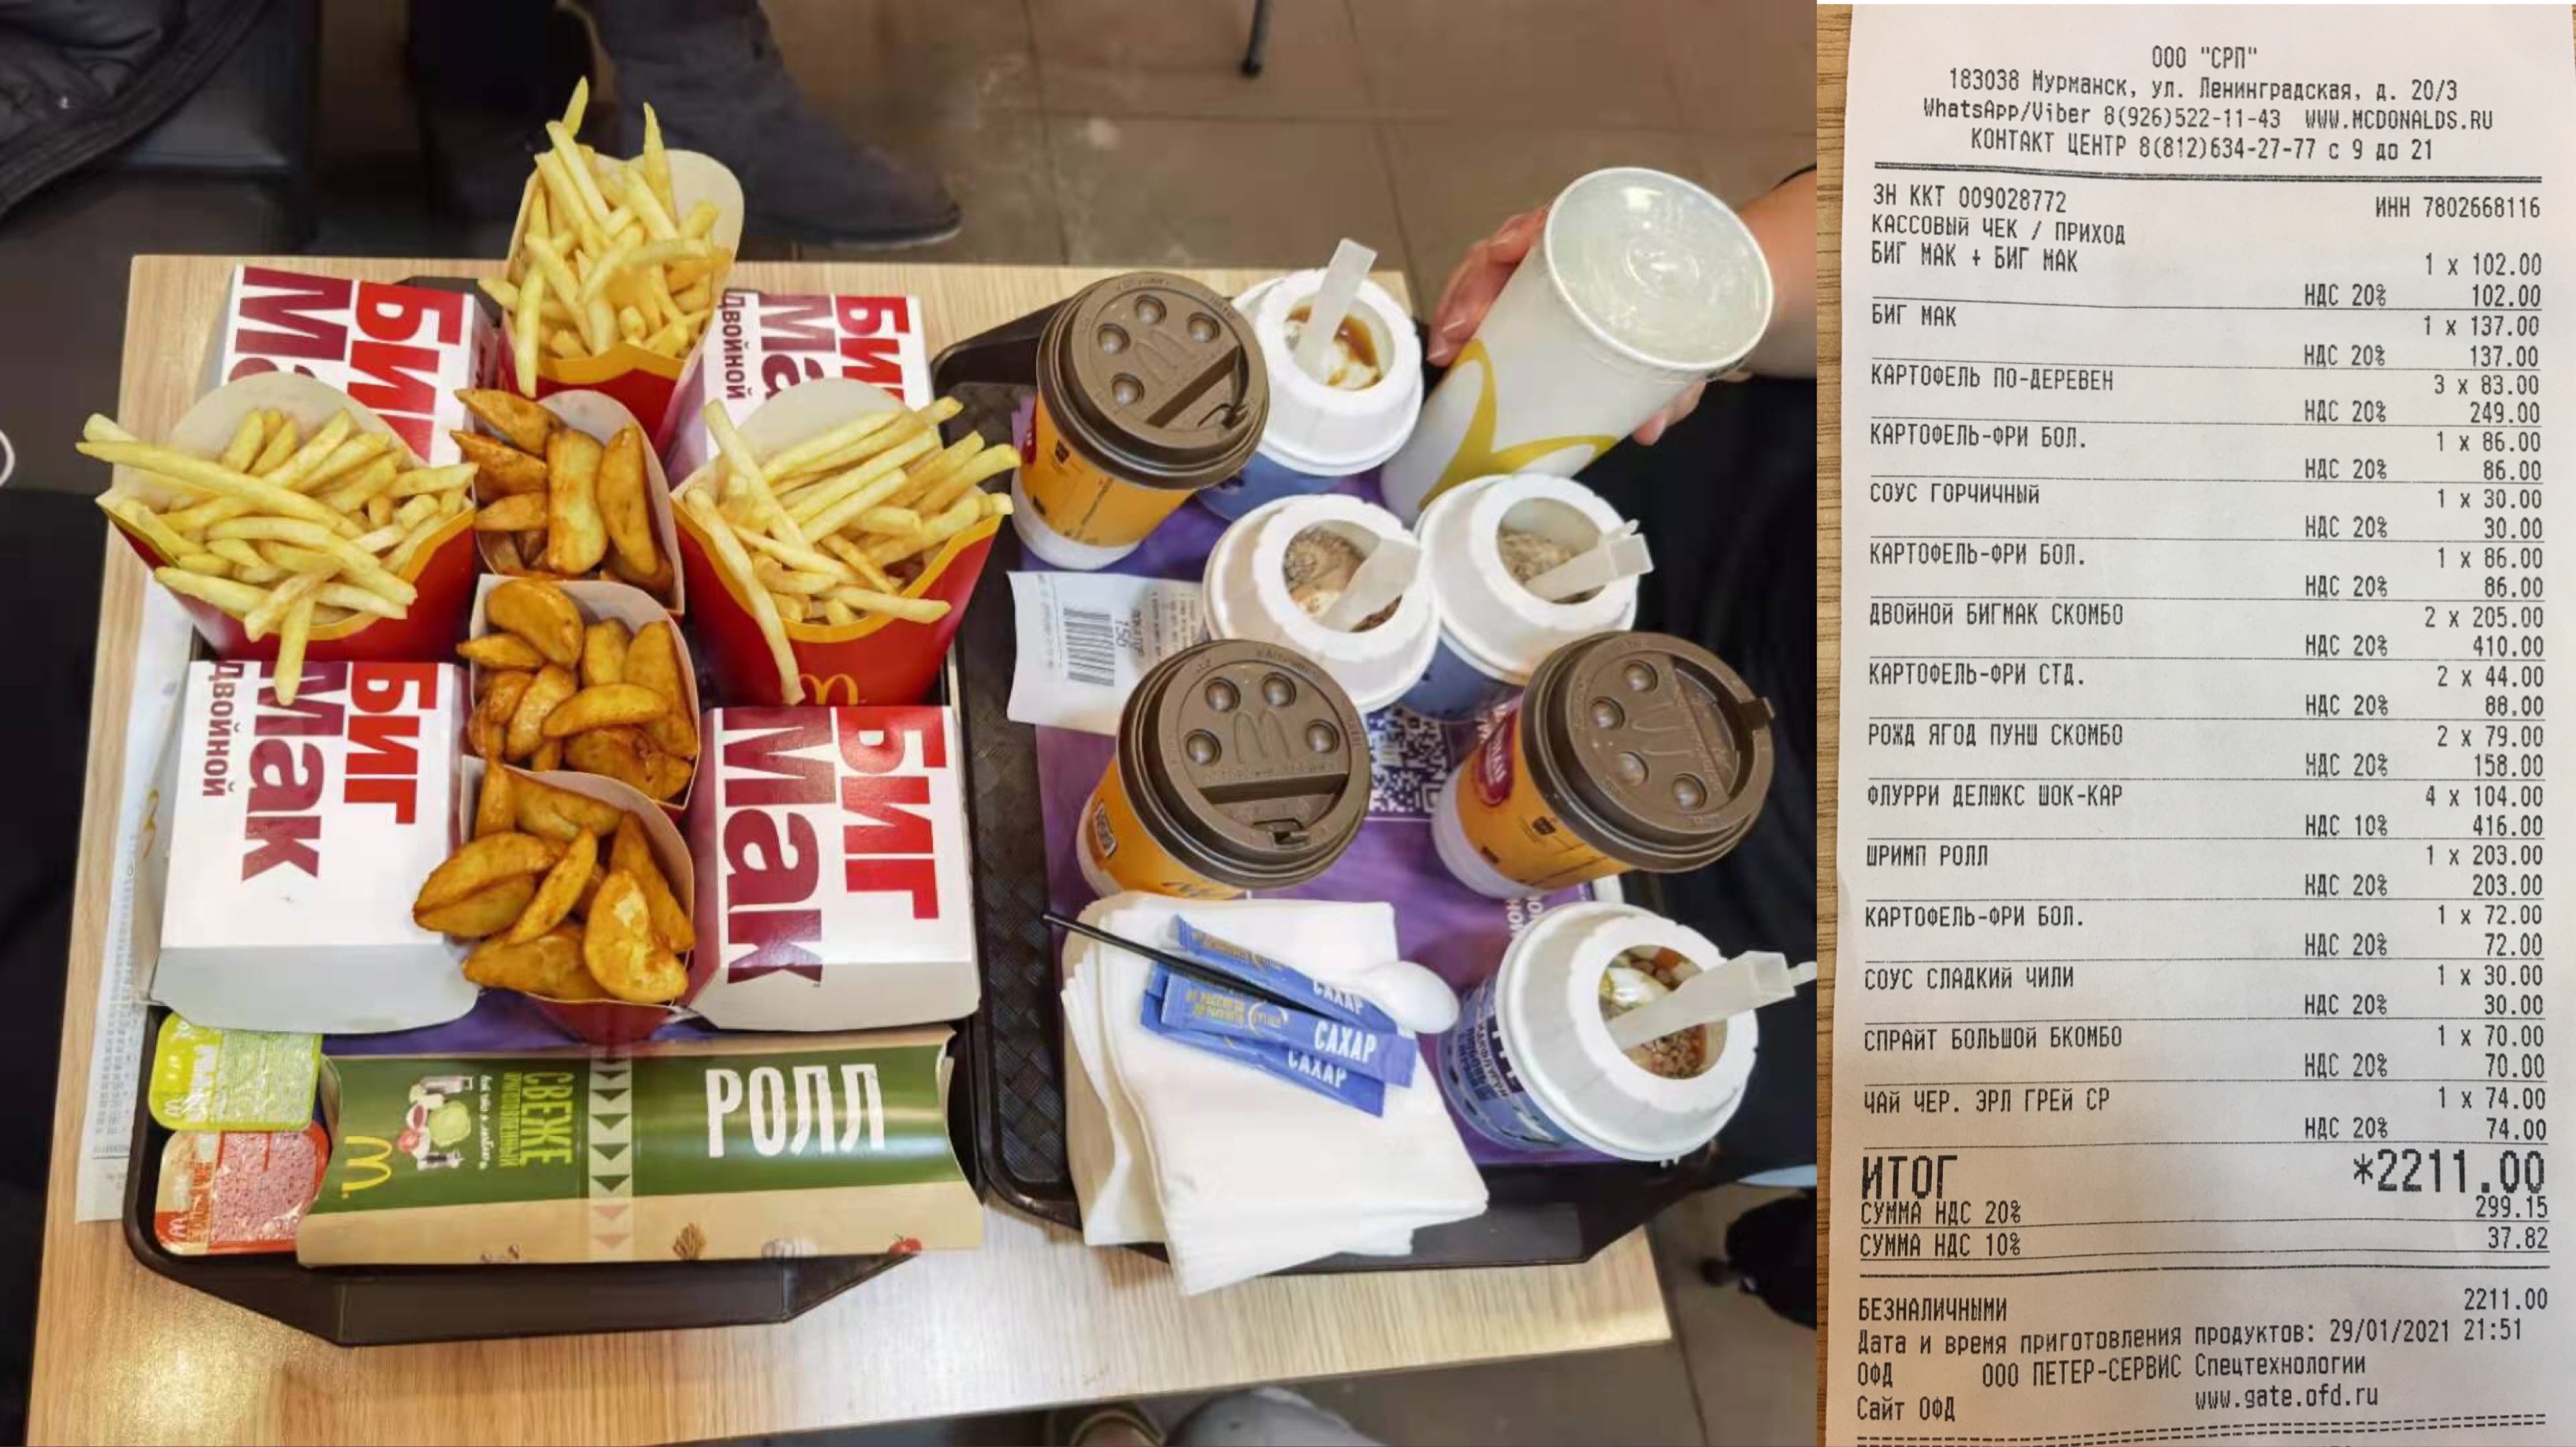 БИГ
Ма
ДВОЙНОЙ
БИГ
Ма
ДВОЙНОЙ
БИГ
Мак
БИГ
Мак
РОЛЛ
СВЕЖЕ
ПРИГОТОВЛЕННЫЙ
150
САХАР
САХАР
САХАР
ООО "СРП"
183038 Мурманск, ул. Ленинградская, д. 20/3
WhatsApp/Viber 8(926)522-11-43 WWW.MCDONALDS.RU
КОНТАКТ ЦЕНТР 8(812)634-27-77 с 9 до 21
ЗН ККТ 009028772 ИНН 7802668116
КАССОВЫЙ ЧЕК / ПРИХОД
БИГ МАК + БИГ МАК 1 x 102.00
НДС 20% 102.00
БИГ МАК 1 x 137.00
НДС 20% 137.00
КАРТОФЕЛЬ ПО-ДЕРЕВЕН 3 x 83.00
НДС 20% 249.00
КАРТОФЕЛЬ-ФРИ БОЛ. 1 x 86.00
НДС 20% 86.00
СОУС ГОРЧИЧНЫЙ 1 x 30.00
НДС 20% 30.00
КАРТОФЕЛЬ-ФРИ БОЛ. 1 x 86.00
НДС 20% 86.00
ДВОЙНОЙ БИГМАК СКОМБО 2 x 205.00
НДС 20% 410.00
КАРТОФЕЛЬ-ФРИ СТД. 2 x 44.00
НДС 20% 88.00
РОЖД ЯГОД ПУНШ СКОМБО 2 x 79.00
НДС 20% 158.00
ФЛУРРИ ДЕЛЮКС ШОК-КАР 4 x 104.00
НДС 10% 416.00
ШРИМП РОЛЛ 1 x 203.00
НДС 20% 203.00
КАРТОФЕЛЬ-ФРИ БОЛ. 1 x 72.00
НДС 20% 72.00
СОУС СЛАДКИЙ ЧИЛИ 1 x 30.00
НДС 20% 30.00
СПРАЙТ БОЛЬШОЙ БКОМБО 1 x 70.00
НДС 20% 70.00
ЧАЙ ЧЕР. ЭРЛ ГРЕЙ СР 1 x 74.00
НДС 20% 74.00
ИТОГ *2211.00
СУММА НДС 20% 299.15
СУММА НДС 10% 37.82
БЕЗНАЛИЧНЫМИ 2211.00
Дата и время приготовления продуктов: 29/01/2021 21:51
ОФД ООО ПЕТЕР-СЕРВИС Спецтехнологии
Сайт ОФД www.gate.ofd.ru